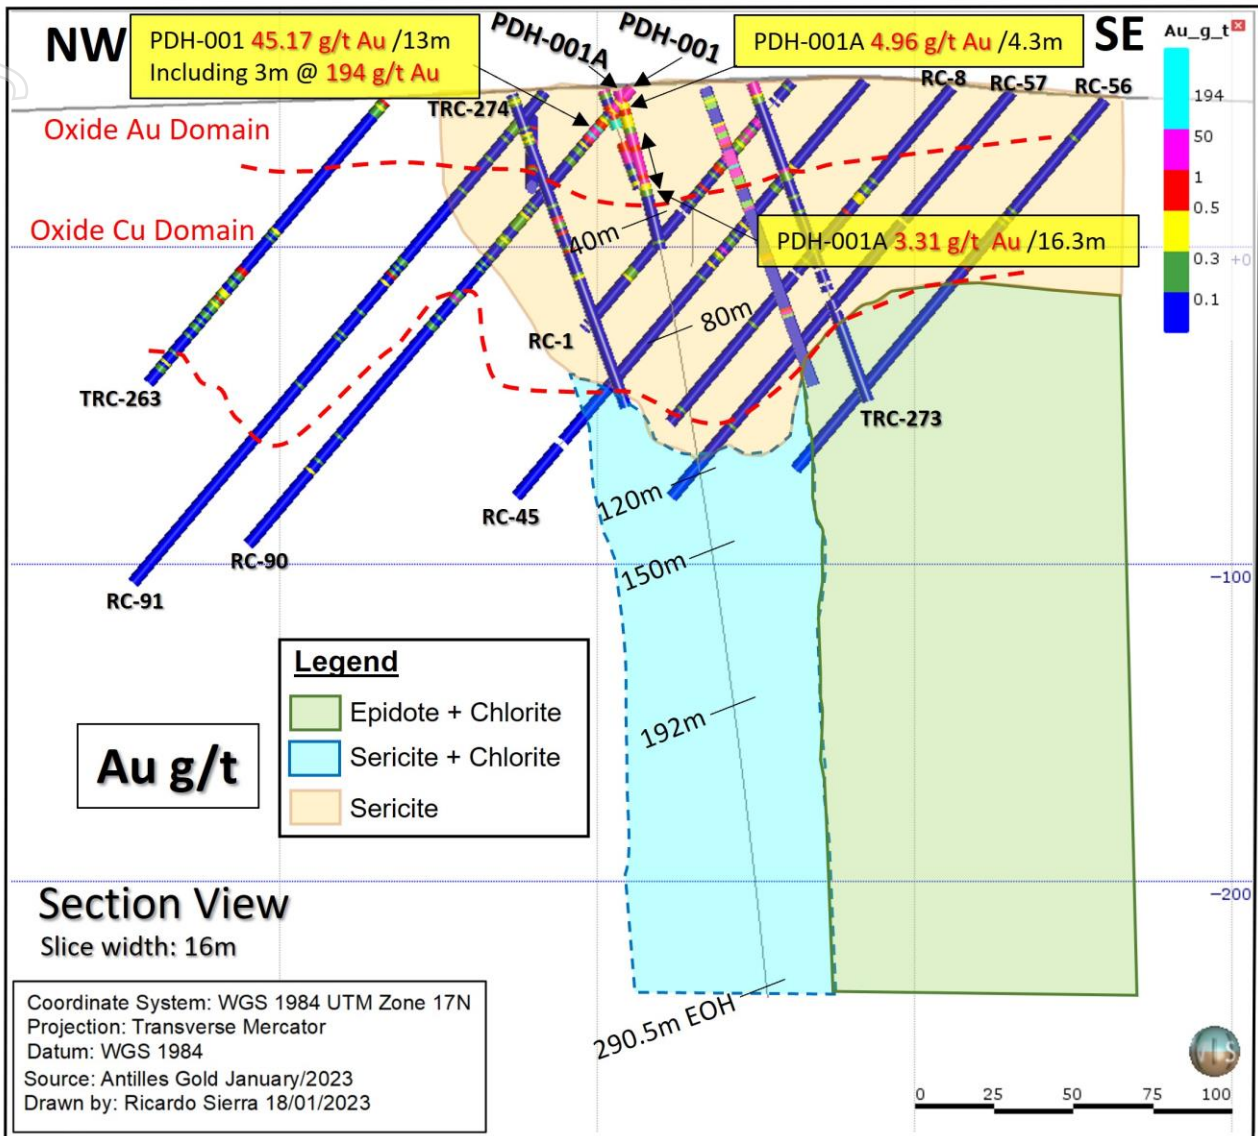 NW
PDH-001 45.17 g/t Au /13m
Including 3m @ 194 g/t Au
PDH-001A
PDH-001
PDH-001A 4.96 g/t Au /4.3m
SE
Au_g_t
194
50
1
0.5
0.3
0.1
TRC-274
RC-8
RC-57
RC-56
Oxide Au Domain
Oxide Cu Domain
40m
PDH-001A 3.31 g/t Au /16.3m
+0
80m
RC-1
TRC-263
TRC-273
120m
RC-45
150m
RC-90
RC-91
-100
Legend
Epidote + Chlorite
Sericite + Chlorite
Sericite
192m
Au g/t
-200
Section View
Slice width: 16m
290.5m EOH
Coordinate System: WGS 1984 UTM Zone 17N
Projection: Transverse Mercator
Datum: WGS 1984
Source: Antilles Gold January/2023
Drawn by: Ricardo Sierra 18/01/2023
0 25 50 75 100